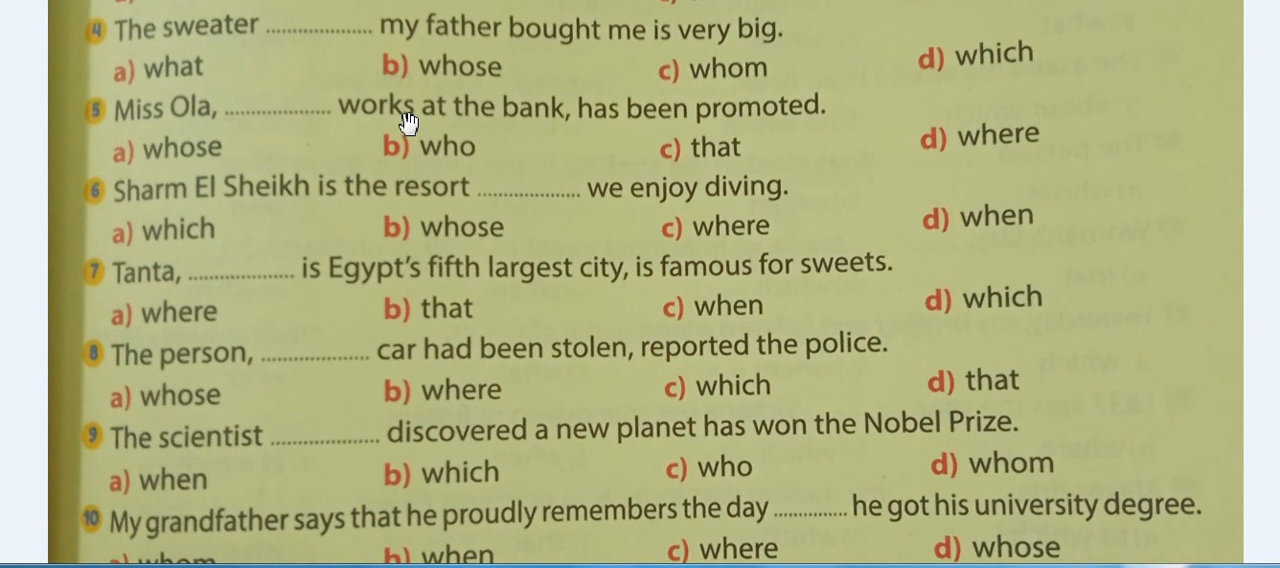 4 The sweater .................... my father bought me is very big.
a) what b) whose c) whom d) which
5 Miss Ola, .................... works at the bank, has been promoted.
a) whose b) who c) that d) where
6 Sharm El Sheikh is the resort .................... we enjoy diving.
a) which b) whose c) where d) when
7 Tanta, .................... is Egypt's fifth largest city, is famous for sweets.
a) where b) that c) when d) which
8 The person, .................... car had been stolen, reported the police.
a) whose b) where c) which d) that
9 The scientist .................... discovered a new planet has won the Nobel Prize.
a) when b) which c) who d) whom
10 My grandfather says that he proudly remembers the day .............. he got his university degree.
a) whom b) when c) where d) whose